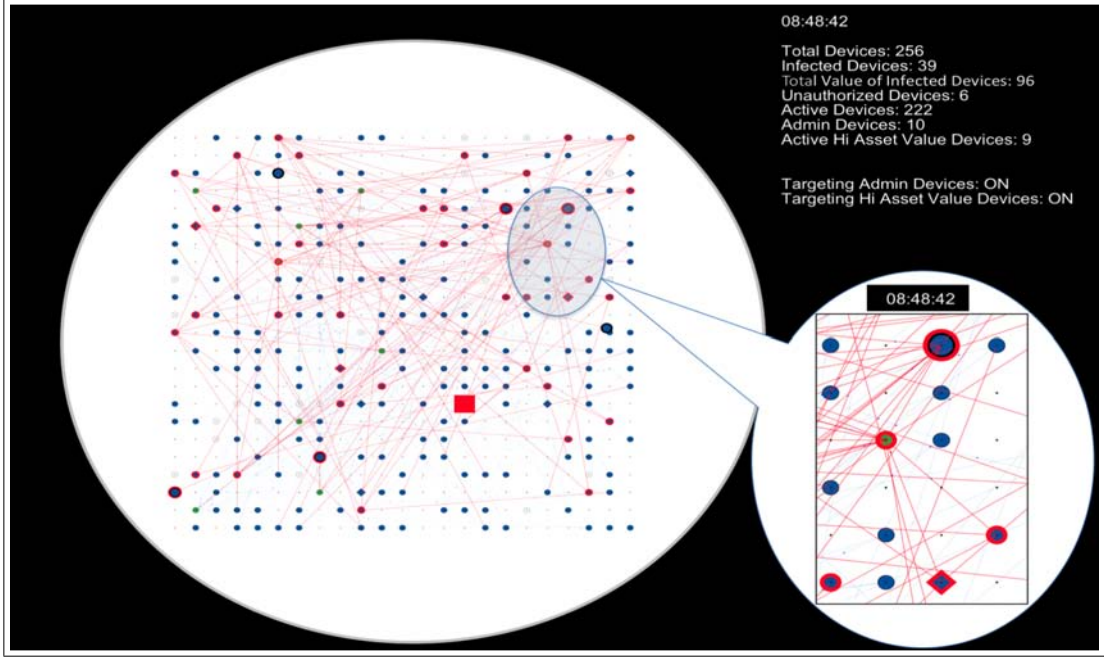 08:48:42
Total Devices: 256
Infected Devices: 39
Total Value of Infected Devices: 96
Unauthorized Devices: 6
Active Devices: 222
Admin Devices: 10
Active Hi Asset Value Devices: 9
Targeting Admin Devices: ON
Targeting Hi Asset Value Devices: ON
08:48:42